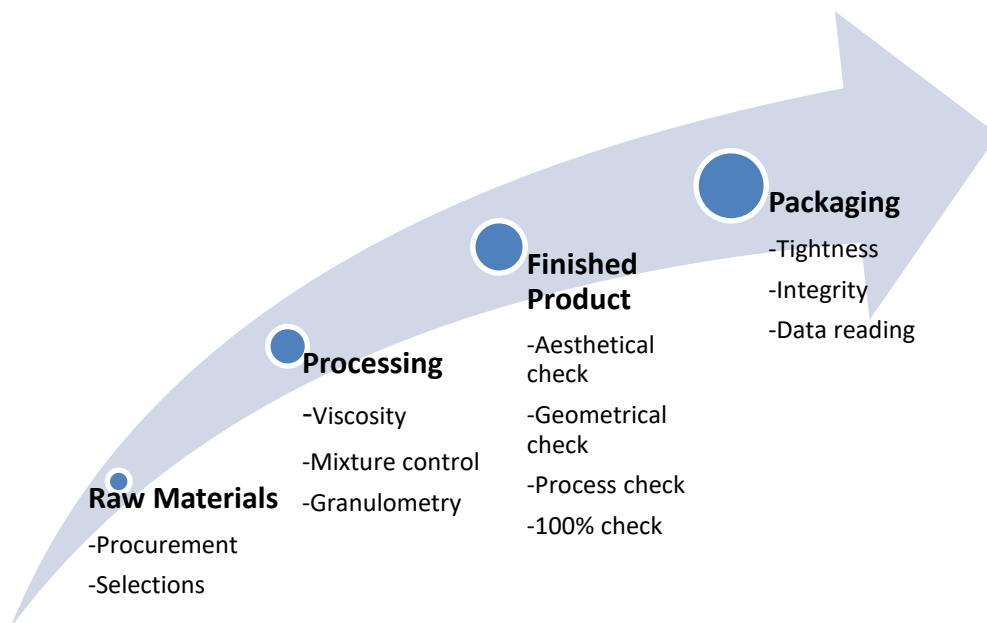 Raw Materials
-Procurement
-Selections
Processing
-Viscosity
-Mixture control
-Granulometry
Finished
Product
-Aesthetical
check
-Geometrical
check
-Process check
-100% check
Packaging
-Tightness
-Integrity
-Data reading